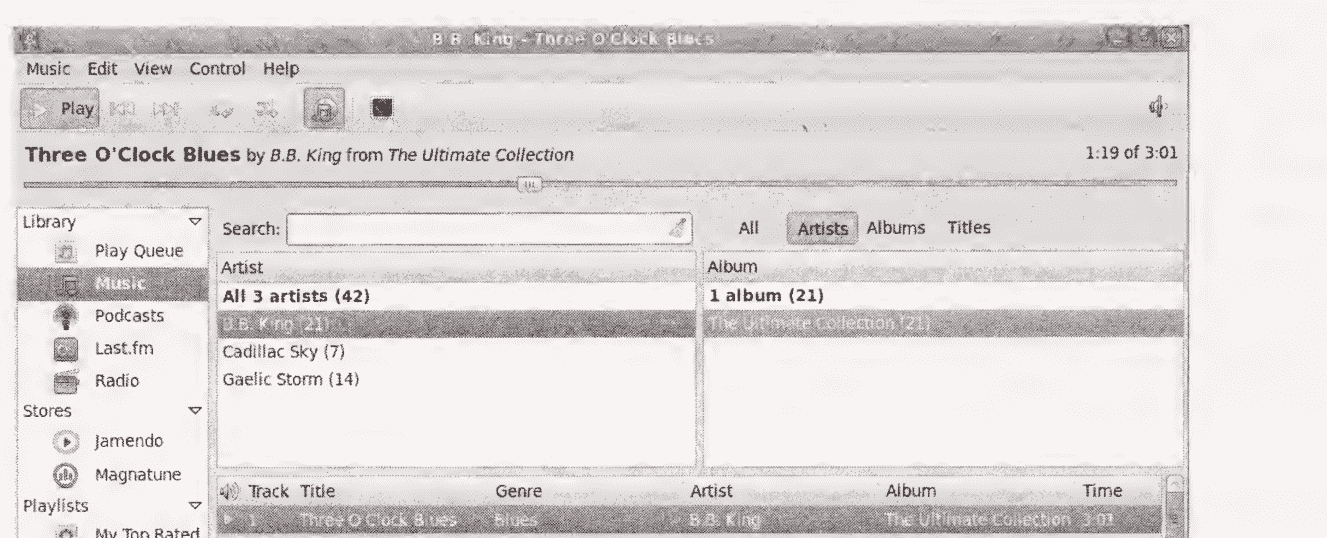 B.B. King - Three O'Clock Blues
Music Edit View Control Help
Play
Three O'Clock Blues by B.B. King from The Ultimate Collection
1:19 of 3:01
Library
Play Queue
Music
Podcasts
Last.fm
Radio
Stores
Jamendo
Magnatune
Playlists
My Top Rated
Search:
All Artists Albums Titles
Artist
All 3 artists (42)
B.B. King (21)
Cadillac Sky (7)
Gaelic Storm (14)
Album
1 album (21)
The Ultimate Collection (21)
Track Title Genre Artist Album Time
1 Three O'Clock Blues Blues B.B. King The Ultimate Collection 3:01